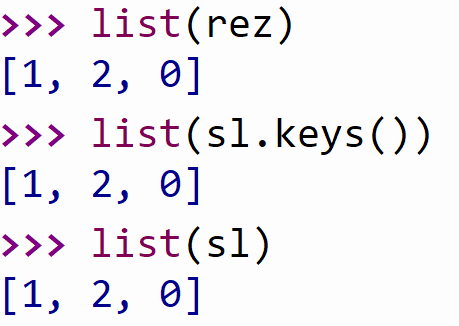 >>> list(rez)
[1, 2, 0]
>>> list(sl.keys())
[1, 2, 0]
>>> list(sl)
[1, 2, 0]